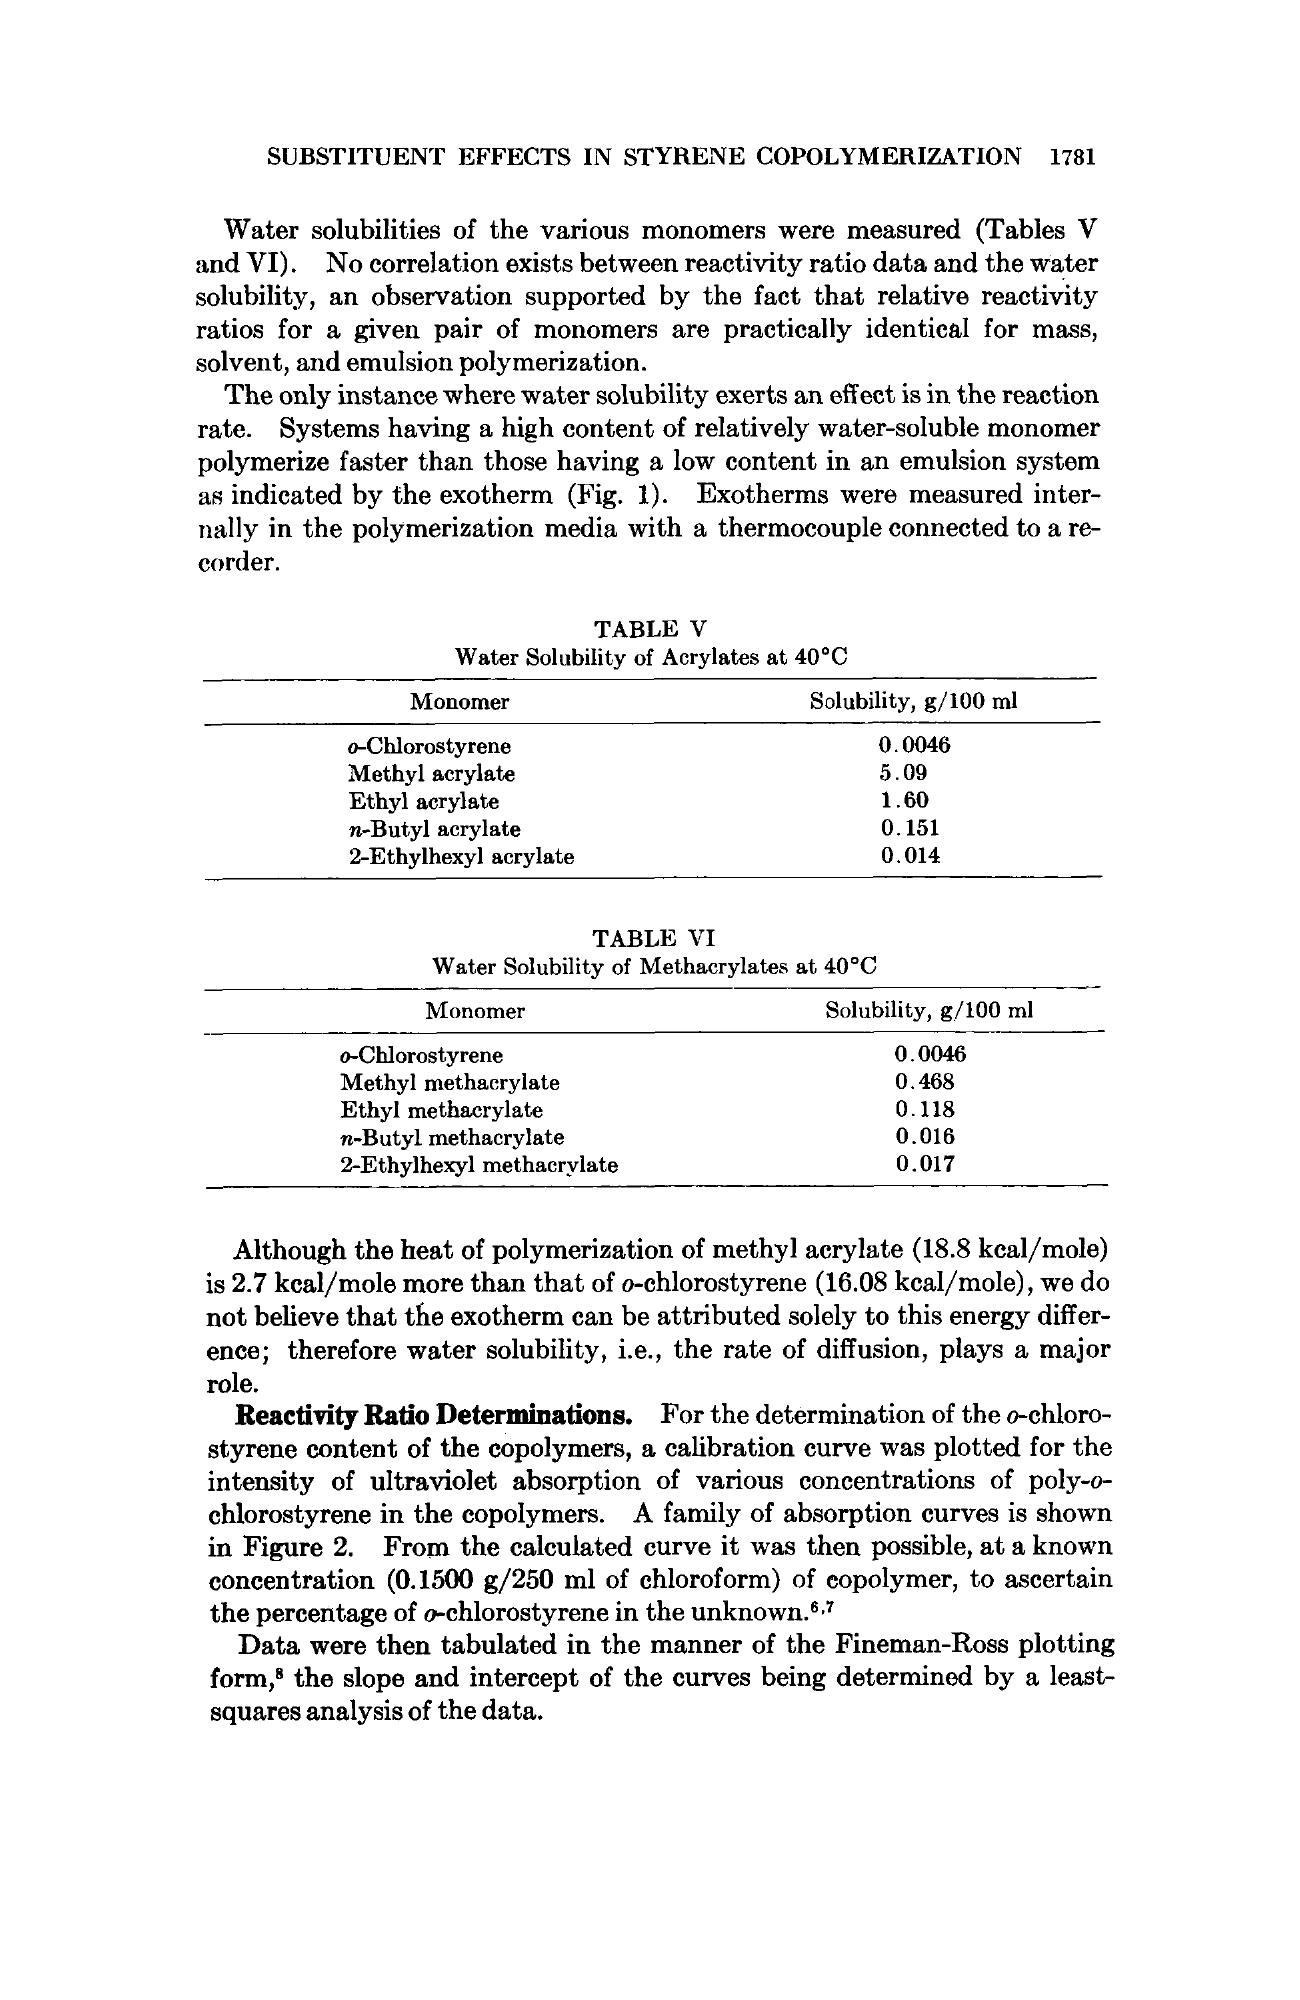 SUBSTITUENT EFFECTS IN STYRENE COPOLYMERIZATION 1781
Water solubilities of the various monomers were measured (Tables V
and VI). No correlation exists between reactivity ratio data and the water
solubility, an observation supported by the fact that relative reactivity
ratios for a given pair of monomers are practically identical for mass,
solvent, and emulsion polymerization.
The only instance where water solubility exerts an effect is in the reaction
rate. Systems having a high content of relatively water-soluble monomer
polymerize faster than those having a low content in an emulsion system
as indicated by the exotherm (Fig. 1). Exotherms were measured inter-
nally in the polymerization media with a thermocouple connected to a re-
corder.
TABLE V
Water Solubility of Acrylates at 40°C
Monomer Solubility, g/100 ml
o-Chlorostyrene 0.0046
Methyl acrylate 5.09
Ethyl acrylate 1.60
n-Butyl acrylate 0.151
2-Ethylhexyl acrylate 0.014
TABLE VI
Water Solubility of Methacrylates at 40°C
Monomer Solubility, g/100 ml
o-Chlorostyrene 0.0046
Methyl methacrylate 0.468
Ethyl methacrylate 0.118
n-Butyl methacrylate 0.016
2-Ethylhexyl methacrylate 0.017
Although the heat of polymerization of methyl acrylate (18.8 kcal/mole)
is 2.7 kcal/mole more than that of o-chlorostyrene (16.08 kcal/mole), we do
not believe that the exotherm can be attributed solely to this energy differ-
ence; therefore water solubility, i.e., the rate of diffusion, plays a major
role.
Reactivity Ratio Determinations. For the determination of the o-chloro-
styrene content of the copolymers, a calibration curve was plotted for the
intensity of ultraviolet absorption of various concentrations of poly-o-
chlorostyrene in the copolymers. A family of absorption curves is shown
in Figure 2. From the calculated curve it was then possible, at a known
concentration (0.1500 g/250 ml of chloroform) of copolymer, to ascertain
the percentage of o-chlorostyrene in the unknown.⁶,⁷
Data were then tabulated in the manner of the Fineman-Ross plotting
form,⁸ the slope and intercept of the curves being determined by a least-
squares analysis of the data.